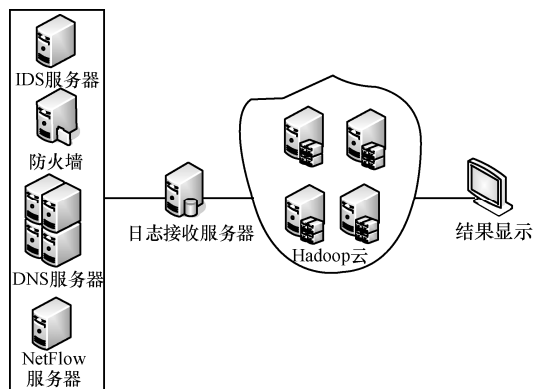 IDS服务器
防火墙
DNS服务器
NetFlow
服务器
日志接收服务器
Hadoop云
结果显示